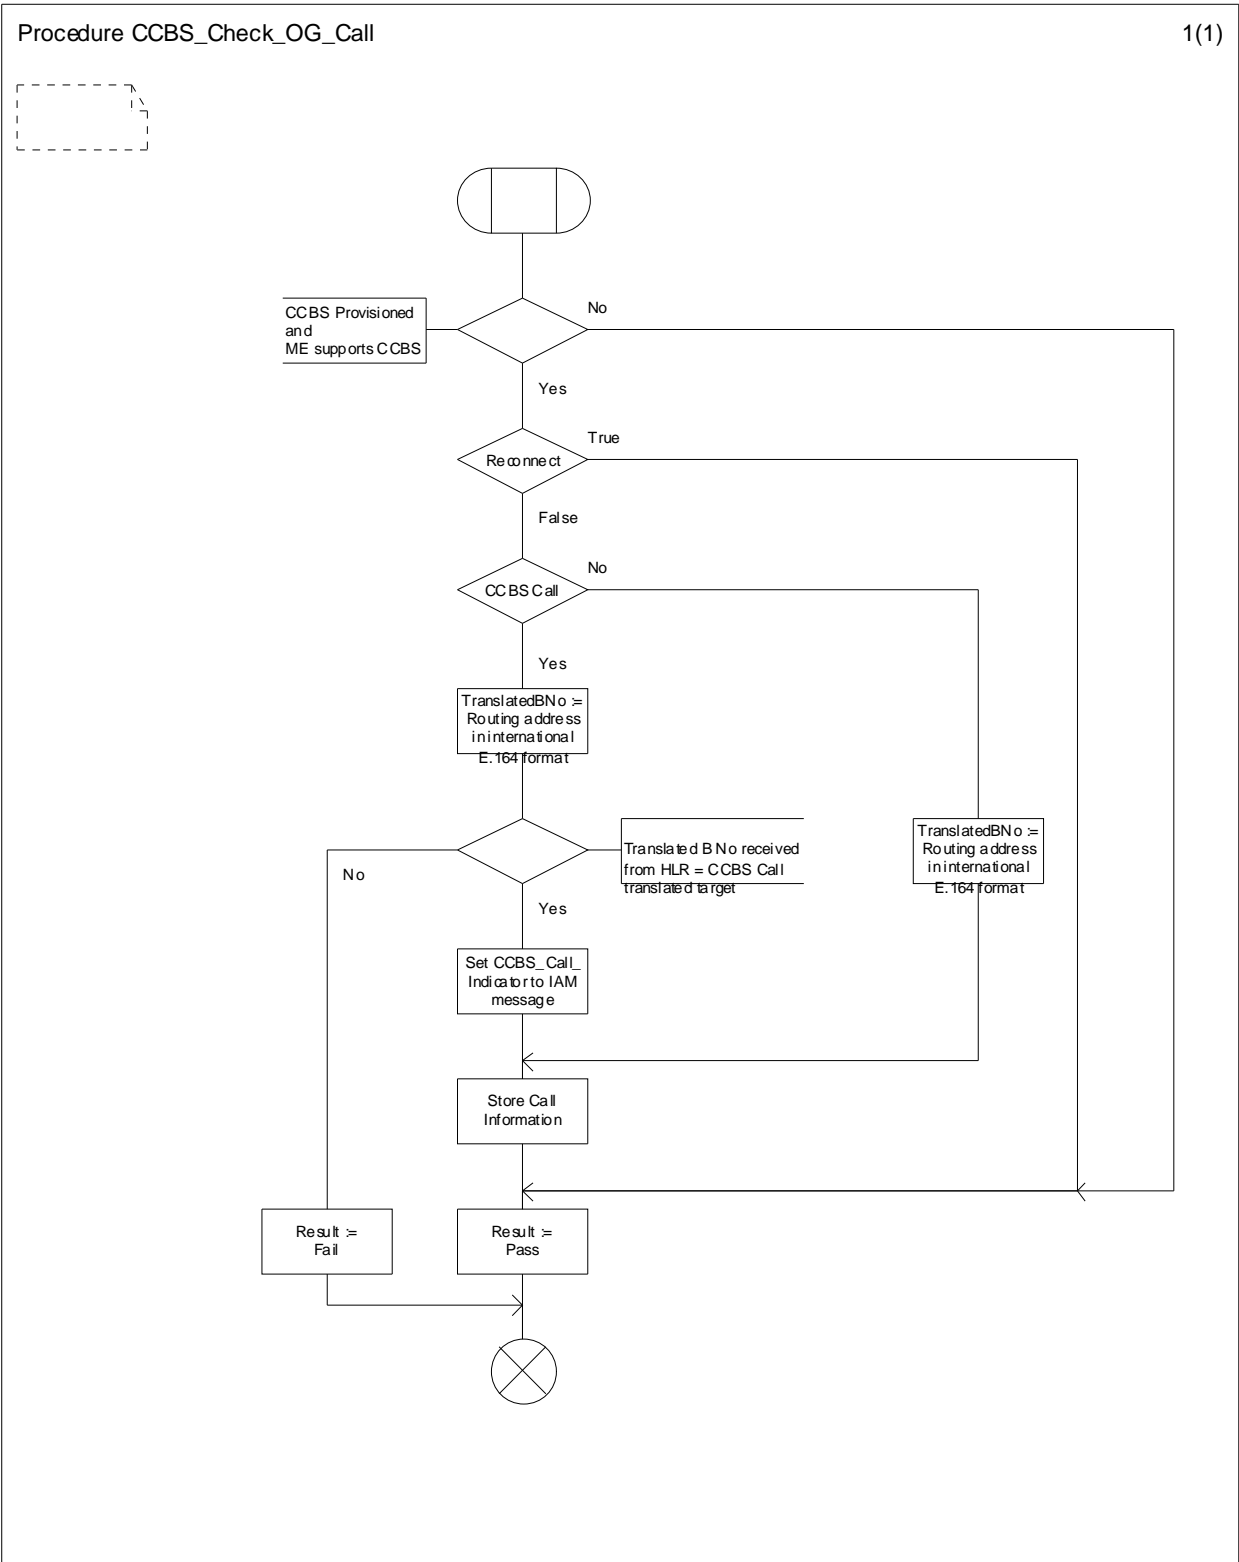 Procedure CCBS_Check_OG_Call
1(1)
CCBS Provisioned
and
ME supports CCBS
No
Yes
Reconnect
True
False
CCBS Call
No
Yes
TranslatedBNo :=
Routing address
in international
E.164 format
Translated B No received
from HLR = CCBS Call
translated target
TranslatedBNo :=
Routing address
in international
E.164 format
No
Yes
Set CCBS_Call_
Indicator to IAM
message
Store Call
Information
Result :=
Fail
Result :=
Pass